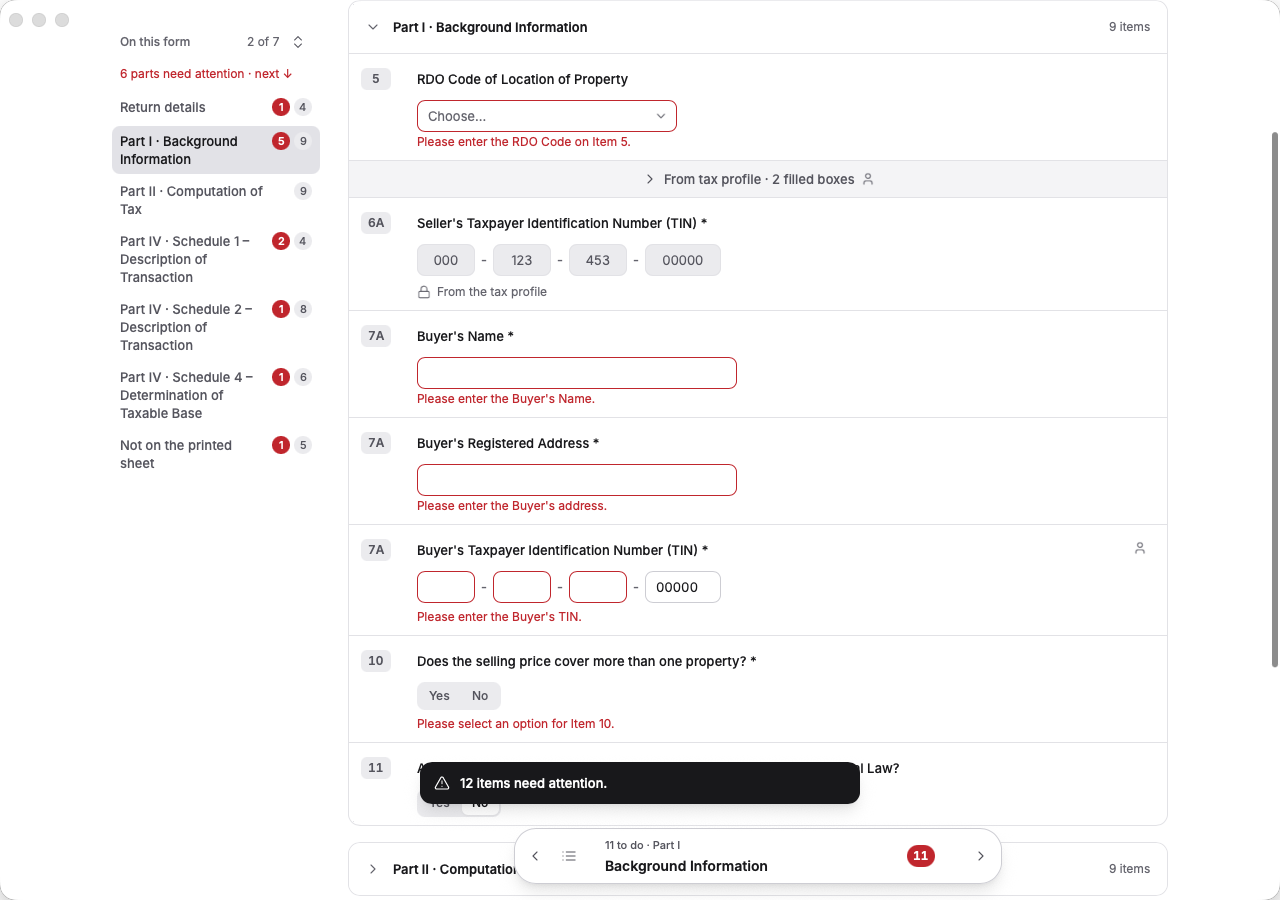 On this form 2 of 7
6 parts need attention · next ↓
Return details 1 4
Part I · Background Information 5 9
Part II · Computation of Tax 9
Part IV · Schedule 1 – Description of Transaction 2 4
Part IV · Schedule 2 – Description of Transaction 1 8
Part IV · Schedule 4 – Determination of Taxable Base 1 6
Not on the printed sheet 1 5
Part I · Background Information 9 items
5 RDO Code of Location of Property
Choose...
Please enter the RDO Code on Item 5.
From tax profile · 2 filled boxes
6A Seller's Taxpayer Identification Number (TIN) *
000 - 123 - 453 - 00000
From the tax profile
7A Buyer's Name *
Please enter the Buyer's Name.
7A Buyer's Registered Address *
Please enter the Buyer's address.
7A Buyer's Taxpayer Identification Number (TIN) *
- - - 00000
Please enter the Buyer's TIN.
10 Does the selling price cover more than one property? *
Yes No
Please select an option for Item 10.
11 Law?
12 items need attention.
Yes No
11 to do · Part I
Background Information 11
Part II · Computation 9 items